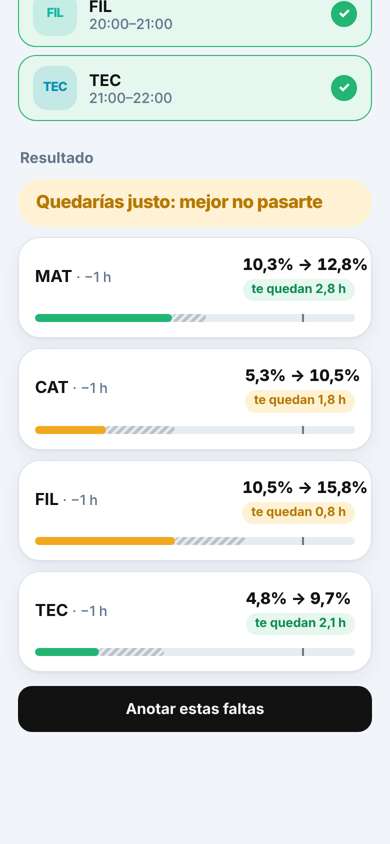 FIL
FIL
20:00–21:00
TEC
TEC
21:00–22:00
Resultado
Quedarías justo: mejor no pasarte
MAT · −1 h
10,3% → 12,8%
te quedan 2,8 h
CAT · −1 h
5,3% → 10,5%
te quedan 1,8 h
FIL · −1 h
10,5% → 15,8%
te quedan 0,8 h
TEC · −1 h
4,8% → 9,7%
te quedan 2,1 h
Anotar estas faltas